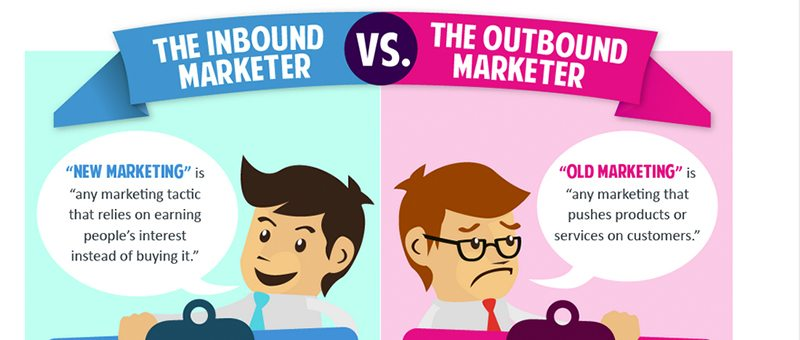 THE INBOUND
MARKETER
VS.
THE OUTBOUND
MARKETER
“NEW MARKETING” is
“any marketing tactic
that relies on earning
people’s interest
instead of buying it.”
“OLD MARKETING” is
“any marketing that
pushes products or
services on customers.”